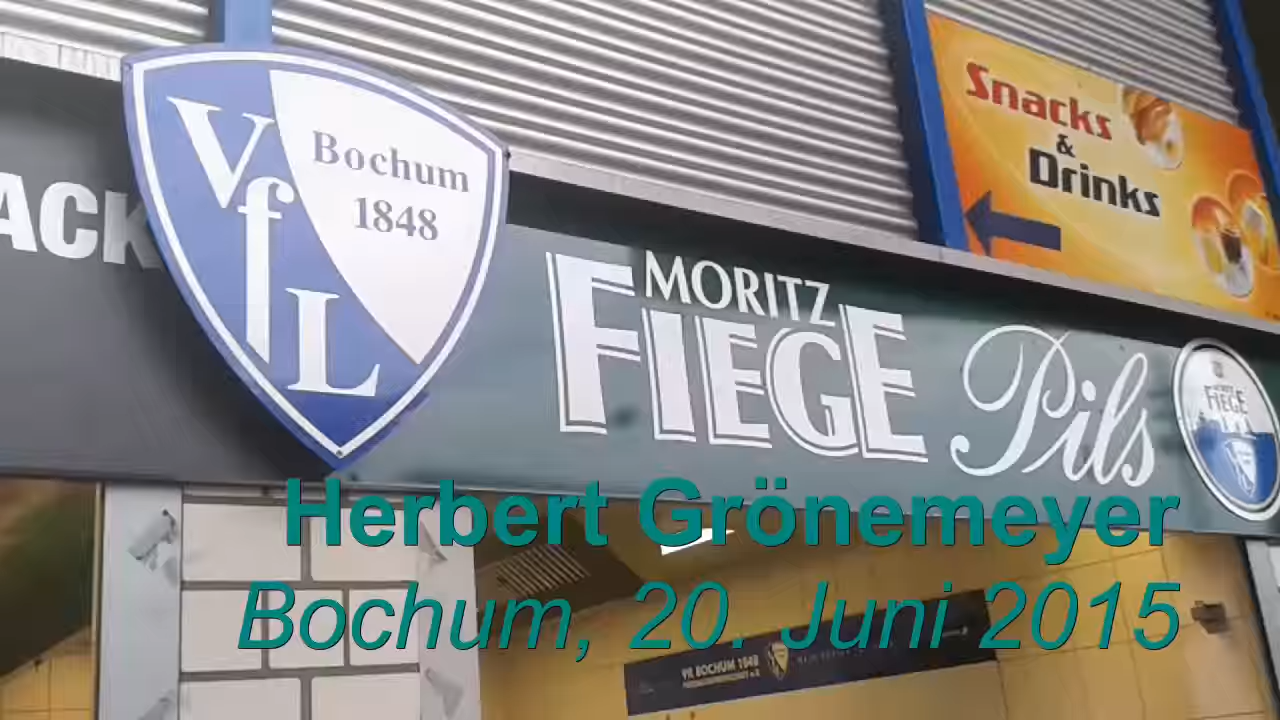 ACK
VfL
Bochum
1848
MORITZ
FIEGE Pils
Snacks
&
Drinks
FIEGE
Herbert Grönemeyer
Bochum, 20. Juni 2015
VFL BOCHUM 1848